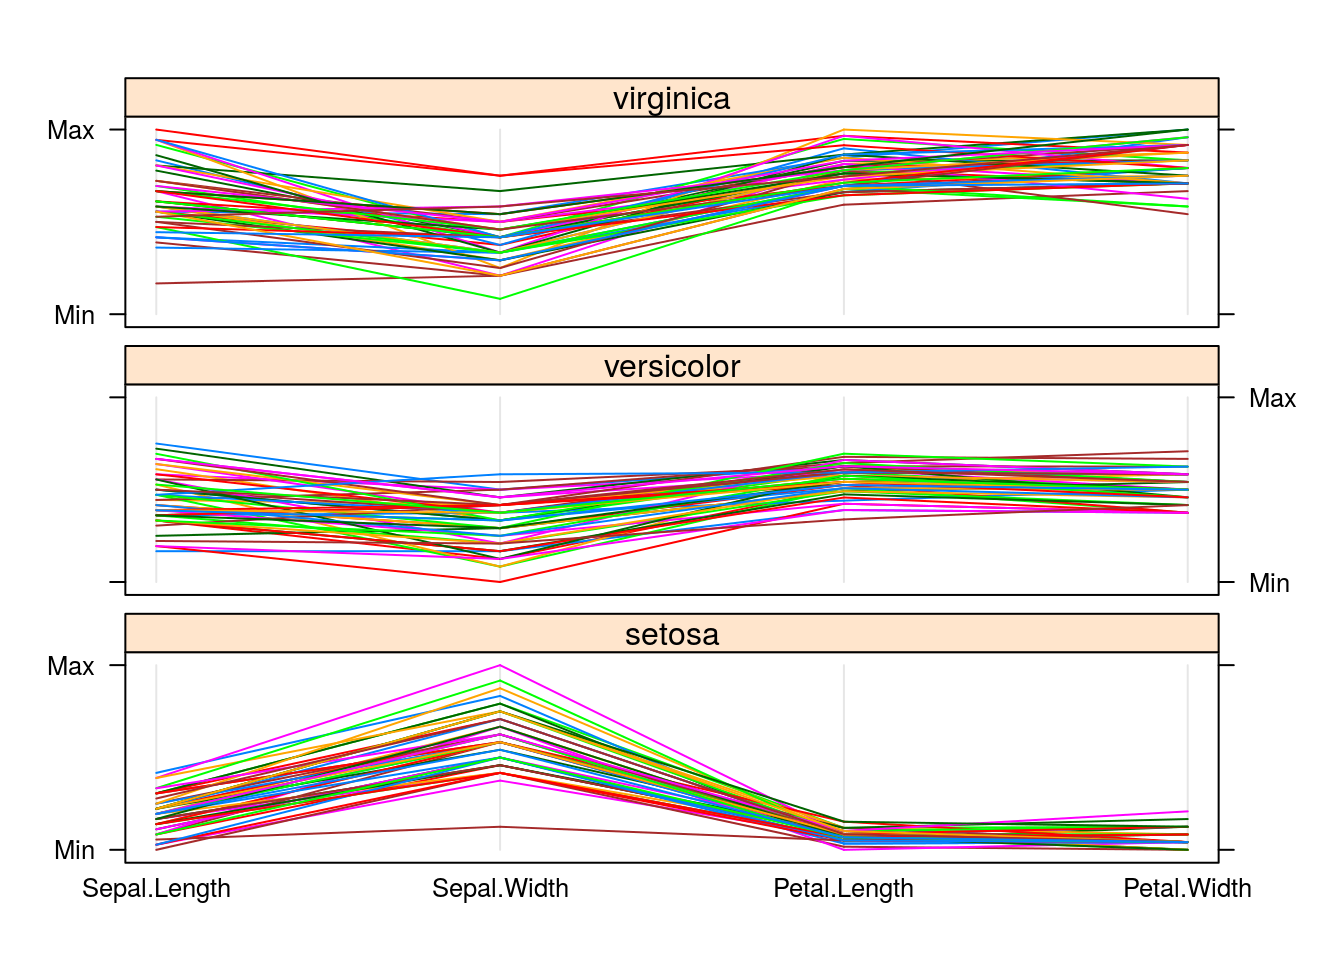 virginica
Max
Min
versicolor
Max
Min
setosa
Max
Min
Sepal.Length Sepal.Width Petal.Length Petal.Width